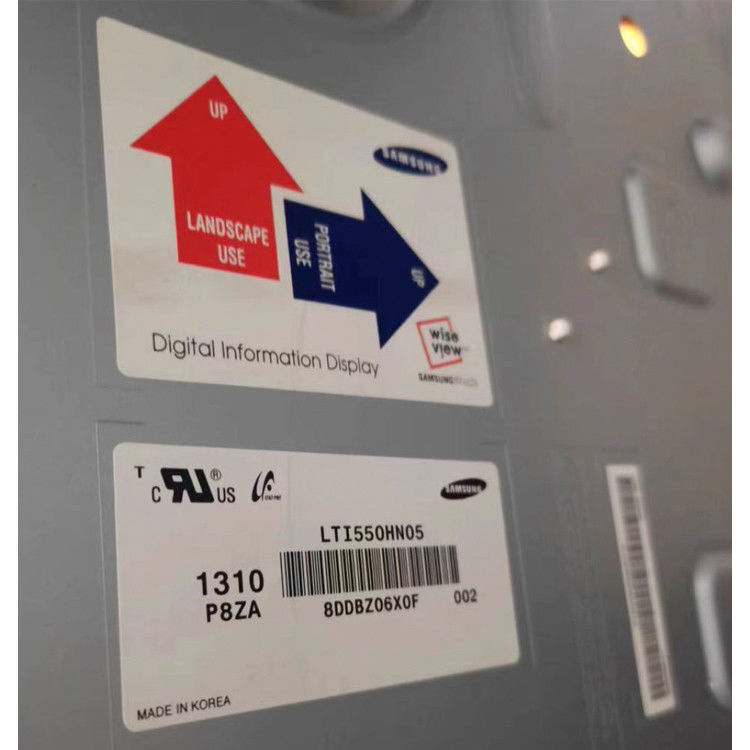 UP
SAMSUNG
LANDSCAPE
USE
PORTRAIT
USE
UP
wise
view
Digital Information Display
SAMSUNG
T
c RU ® US
SAMSUNG
LTI550HN05
1310
P8ZA
8DDBZ06X0F
002
MADE IN KOREA